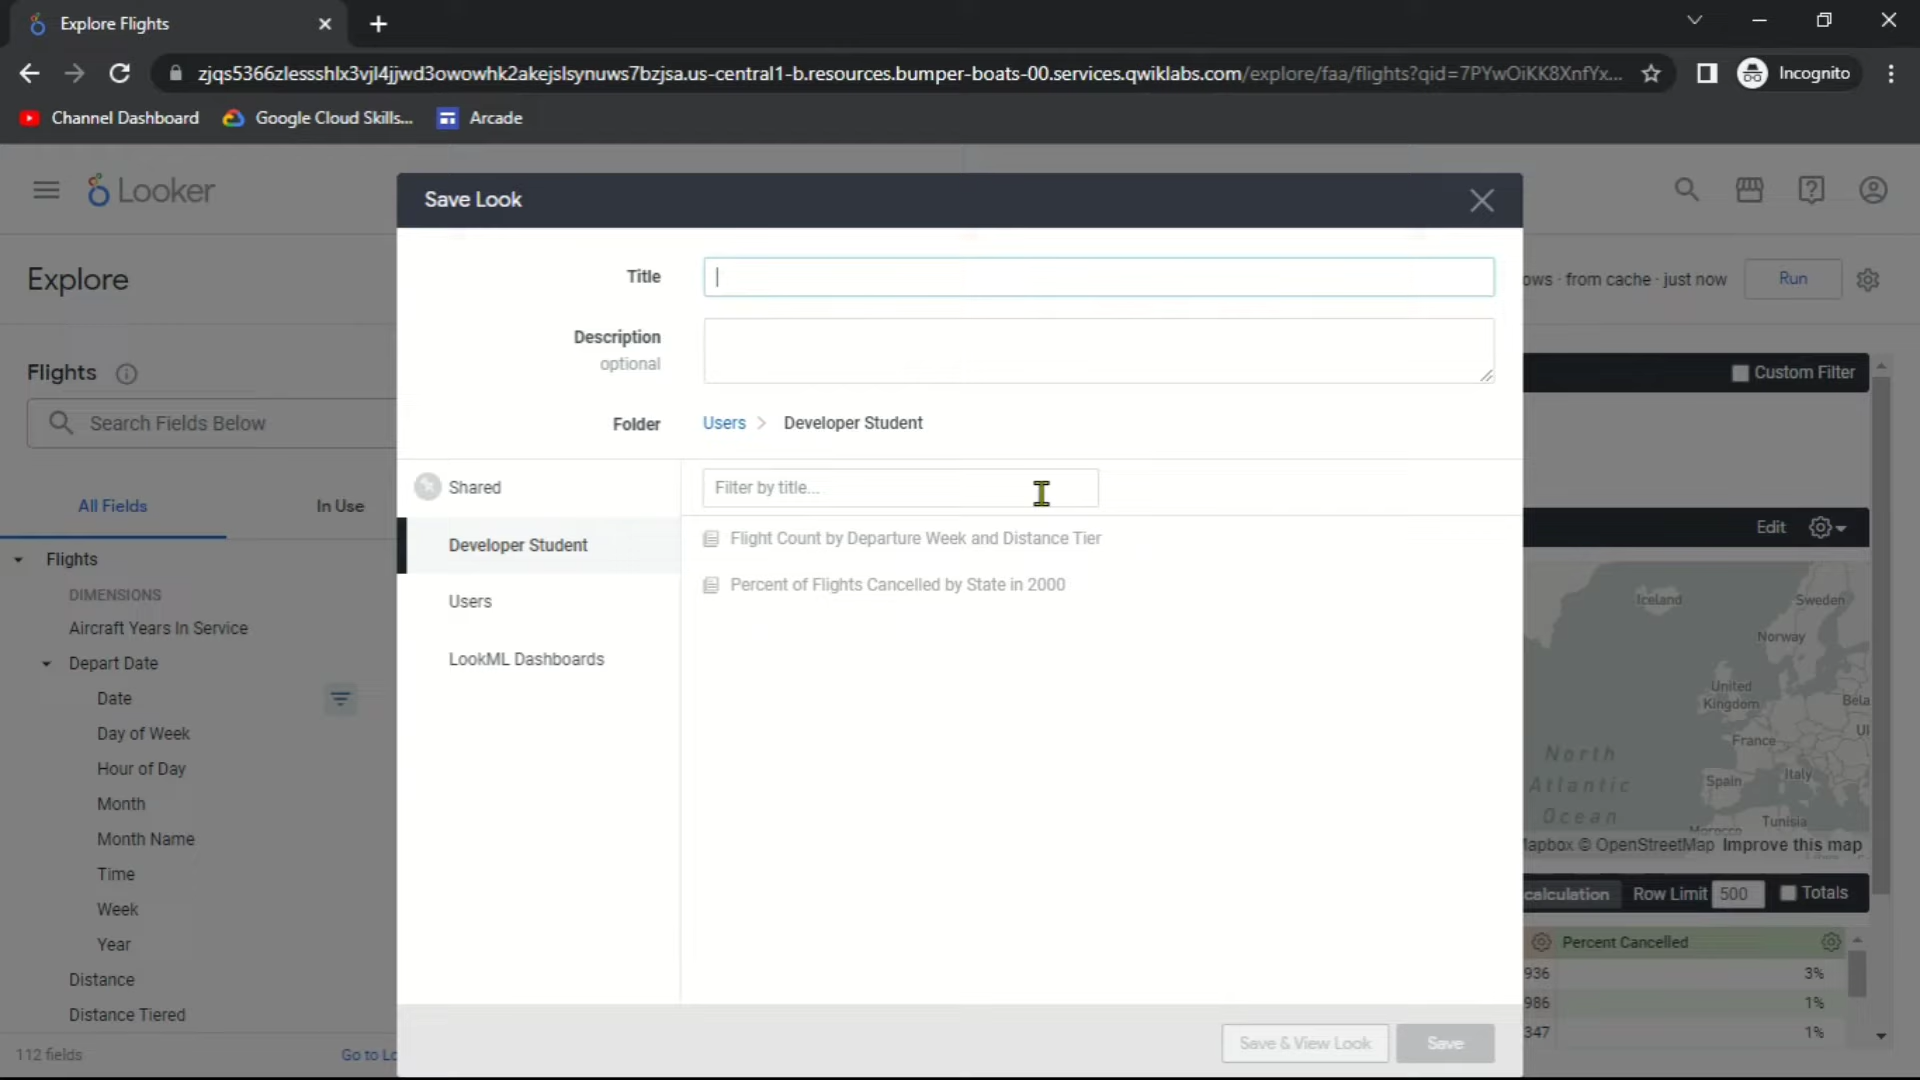 Explore Flights
zjqs5366zlessshlx3vjl4jjwd3owowhk2akejslsynuws7bzjsa.us-central1-b.resources.bumper-boats-00.services.qwiklabs.com/explore/faa/flights?qid=7PYwOiKK8XnfYx...
Incognito
Channel Dashboard
Google Cloud Skills...
Arcade
Looker
Save Look
Explore
Title
ows · from cache · just now
Run
Description
optional
Flights
Custom Filter
Search Fields Below
Folder
Users > Developer Student
All Fields
In Use
Shared
Filter by title...
Developer Student
Flight Count by Departure Week and Distance Tier
Edit
Users
Percent of Flights Cancelled by State in 2000
LookML Dashboards
Flights
DIMENSIONS
Aircraft Years In Service
Depart Date
Date
Day of Week
Hour of Day
Month
Month Name
Time
Week
Year
Distance
Distance Tiered
112 fields
Go to Lo
Iceland
Sweden
Norway
United
Kingdom
Bela
France
North
Atlantic
Ocean
Spain
Italy
Tunisia
Morocco
Mapbox © OpenStreetMap Improve this map
calculation
Row Limit
500
Totals
Percent Cancelled
936
3%
986
1%
347
1%
Save & View Look
Save